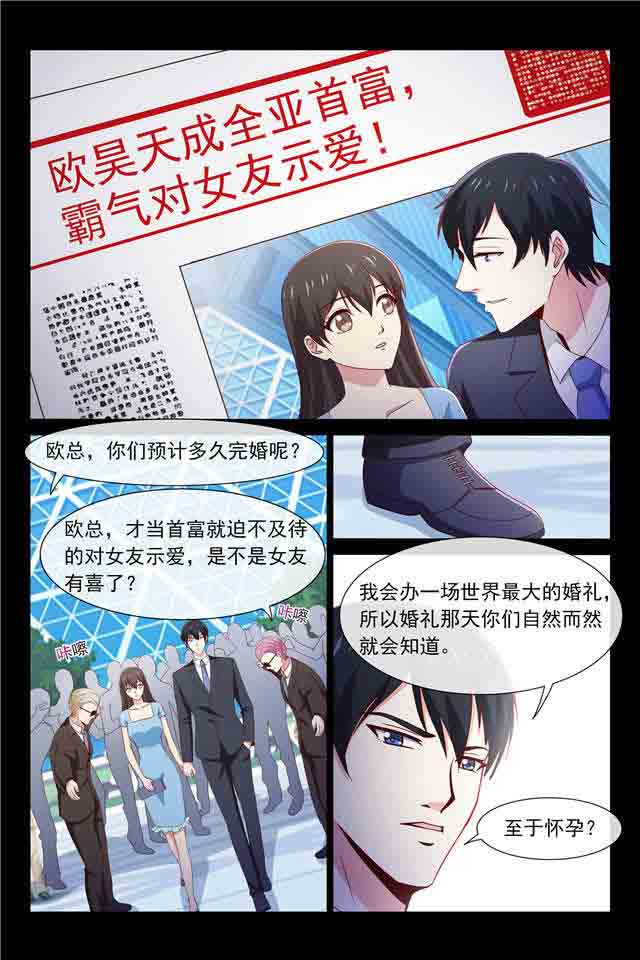 欧昊天成全亚首富，
霸气对女友示爱！
欧总，你们预计多久完婚呢？
欧总，才当首富就迫不及待
的对女友示爱，是不是女友
有喜了？
咔嚓
咔嚓
我会办一场世界最大的婚礼，
所以婚礼那天你们自然而然
就会知道。
至于怀孕？